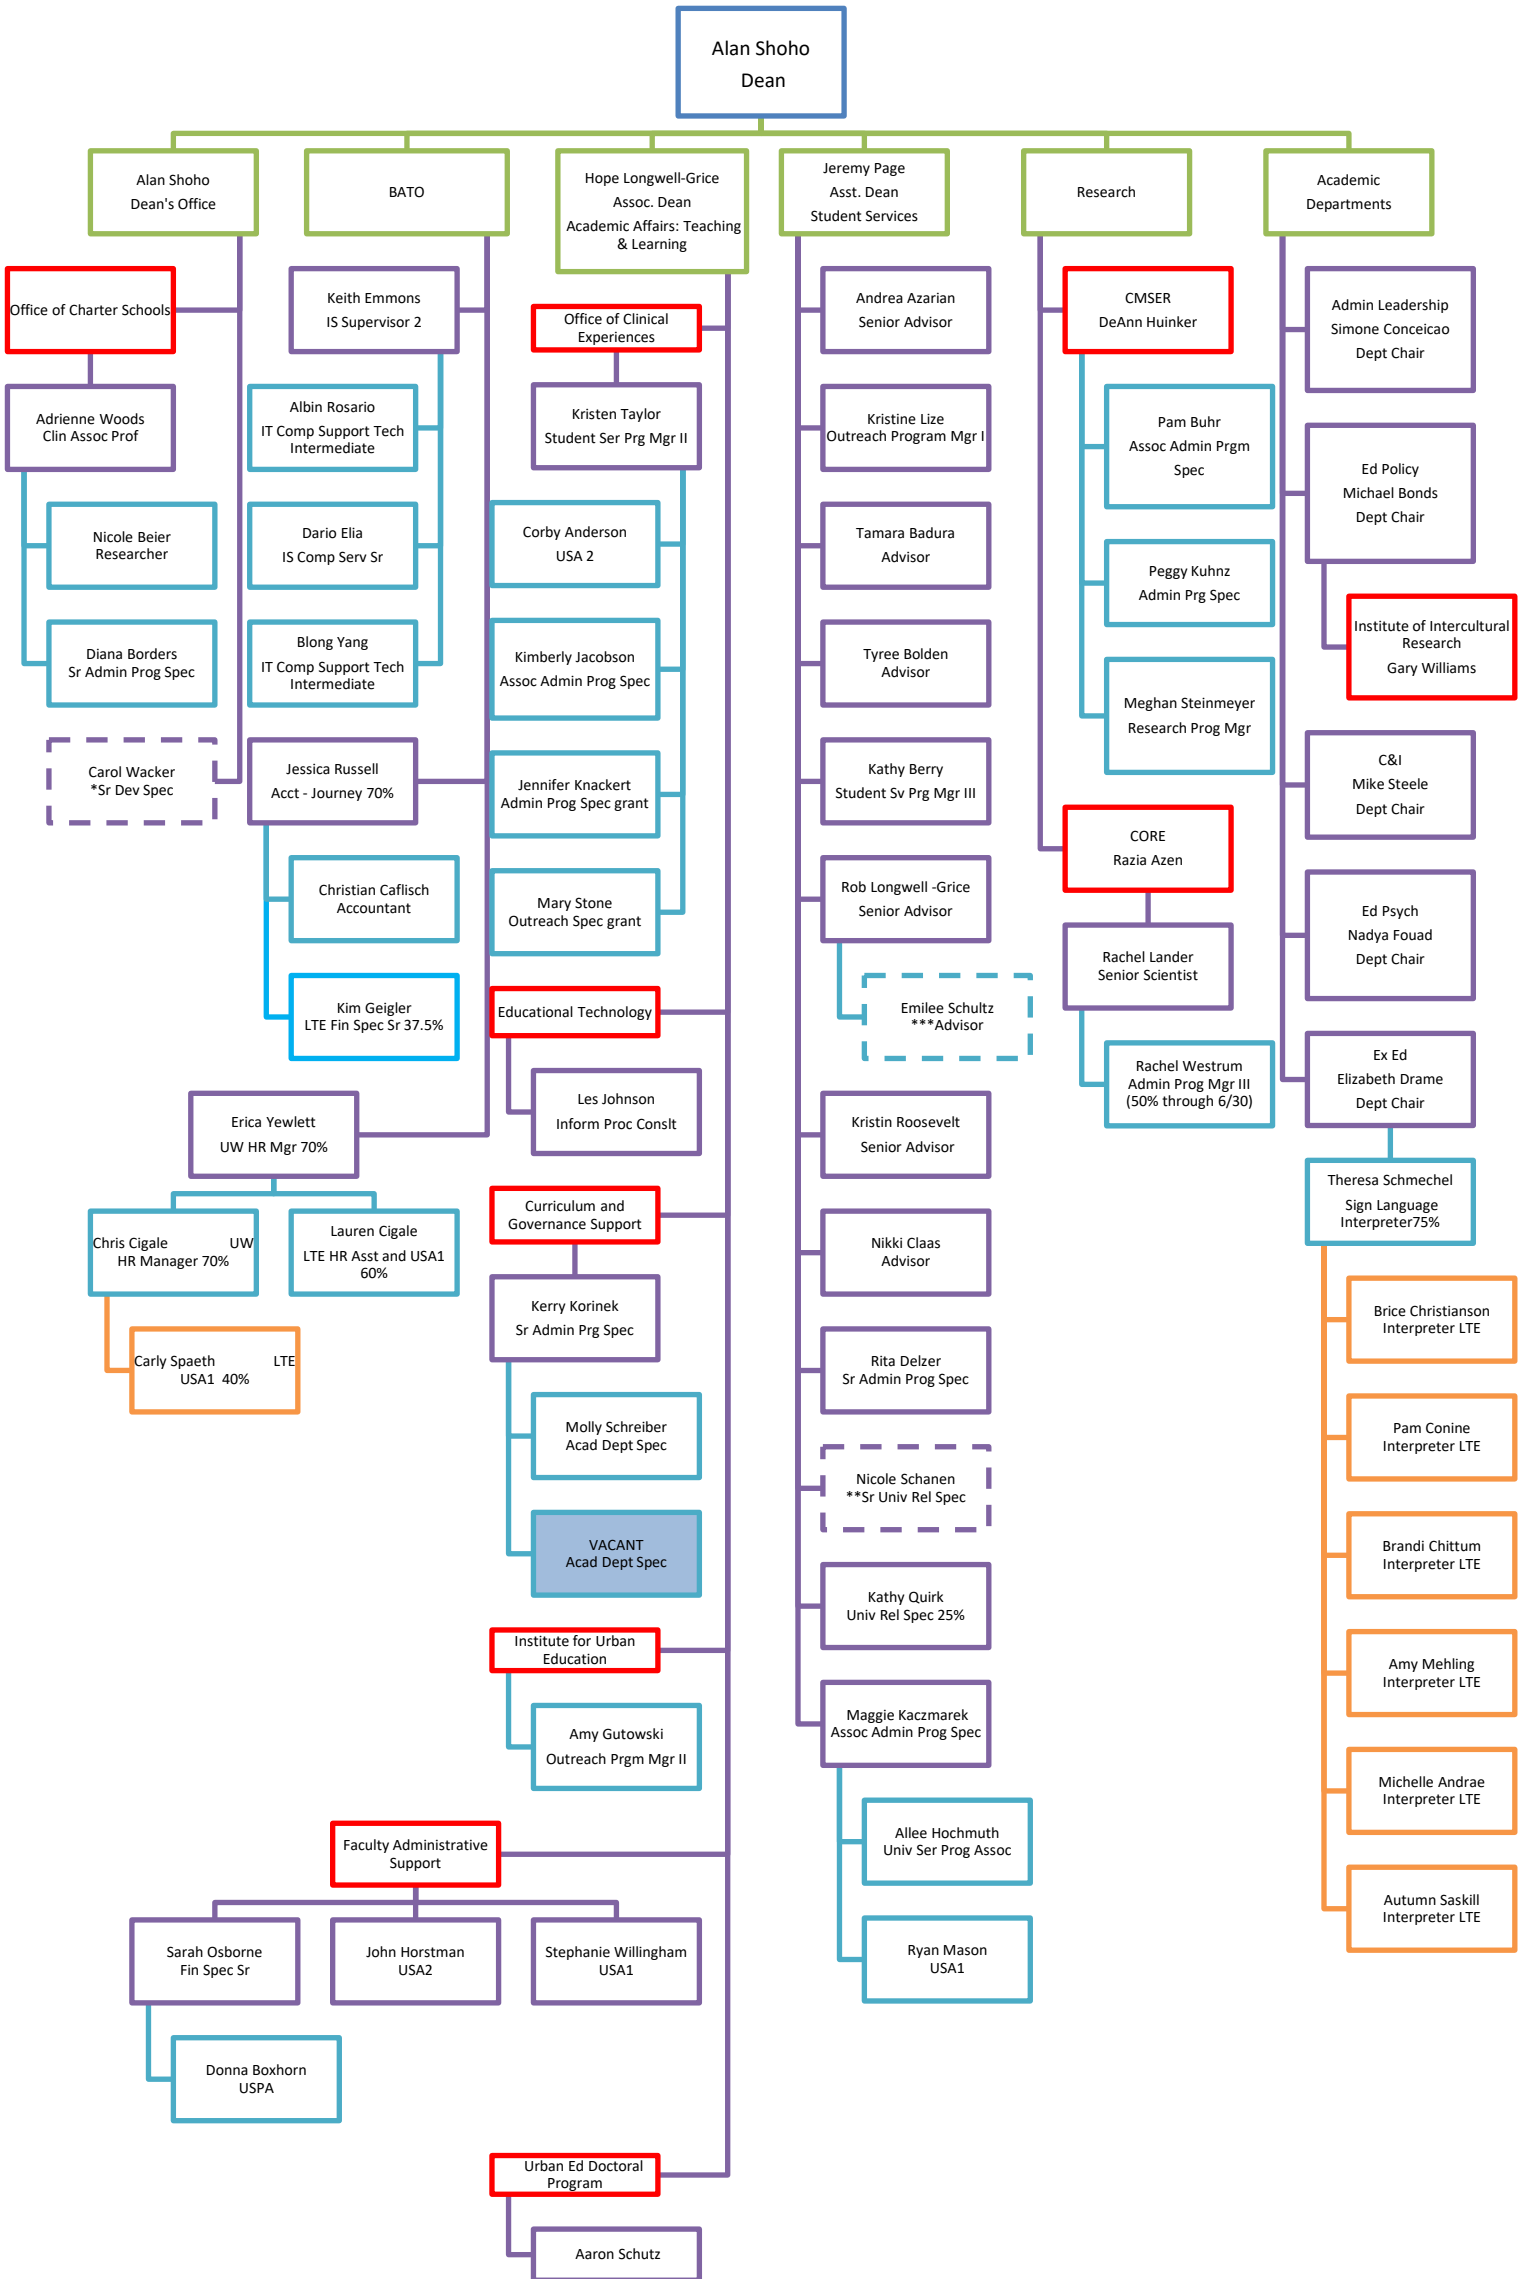 Alan Shoho
Dean
Alan Shoho
Dean's Office
BATO
Hope Longwell-Grice
Assoc. Dean
Academic Affairs: Teaching
& Learning
Jeremy Page
Asst. Dean
Student Services
Research
Academic
Departments
Office of Charter Schools
Adrienne Woods
Clin Assoc Prof
Nicole Beier
Researcher
Diana Borders
Sr Admin Prog Spec
Carol Wacker
*Sr Dev Spec
Keith Emmons
IS Supervisor 2
Albin Rosario
IT Comp Support Tech
Intermediate
Dario Elia
IS Comp Serv Sr
Blong Yang
IT Comp Support Tech
Intermediate
Jessica Russell
Acct - Journey 70%
Christian Caflisch
Accountant
Kim Geigler
LTE Fin Spec Sr 37.5%
Erica Yewlett
UW HR Mgr 70%
Chris Cigale UW
HR Manager 70%
Carly Spaeth LTE
USA1 40%
Lauren Cigale
LTE HR Asst and USA1
60%
Office of Clinical
Experiences
Kristen Taylor
Student Ser Prg Mgr II
Corby Anderson
USA 2
Kimberly Jacobson
Assoc Admin Prog Spec
Jennifer Knackert
Admin Prog Spec grant
Mary Stone
Outreach Spec grant
Educational Technology
Les Johnson
Inform Proc Conslt
Curriculum and
Governance Support
Kerry Korinek
Sr Admin Prg Spec
Molly Schreiber
Acad Dept Spec
VACANT
Acad Dept Spec
Institute for Urban
Education
Amy Gutowski
Outreach Prgm Mgr II
Faculty Administrative
Support
Sarah Osborne
Fin Spec Sr
Donna Boxhorn
USPA
John Horstman
USA2
Stephanie Willingham
USA1
Urban Ed Doctoral
Program
Aaron Schutz
Andrea Azarian
Senior Advisor
Kristine Lize
Outreach Program Mgr I
Tamara Badura
Advisor
Tyree Bolden
Advisor
Kathy Berry
Student Sv Prg Mgr III
Rob Longwell -Grice
Senior Advisor
Emilee Schultz
***Advisor
Kristin Roosevelt
Senior Advisor
Nikki Claas
Advisor
Rita Delzer
Sr Admin Prog Spec
Nicole Schanen
**Sr Univ Rel Spec
Kathy Quirk
Univ Rel Spec 25%
Maggie Kaczmarek
Assoc Admin Prog Spec
Allee Hochmuth
Univ Ser Prog Assoc
Ryan Mason
USA1
CMSER
DeAnn Huinker
Pam Buhr
Assoc Admin Prgm
Spec
Peggy Kuhnz
Admin Prg Spec
Meghan Steinmeyer
Research Prog Mgr
CORE
Razia Azen
Rachel Lander
Senior Scientist
Rachel Westrum
Admin Prog Mgr III
(50% through 6/30)
Admin Leadership
Simone Conceicao
Dept Chair
Ed Policy
Michael Bonds
Dept Chair
Institute of Intercultural
Research
Gary Williams
C&I
Mike Steele
Dept Chair
Ed Psych
Nadya Fouad
Dept Chair
Ex Ed
Elizabeth Drame
Dept Chair
Theresa Schmechel
Sign Language
Interpreter75%
Brice Christianson
Interpreter LTE
Pam Conine
Interpreter LTE
Brandi Chittum
Interpreter LTE
Amy Mehling
Interpreter LTE
Michelle Andrae
Interpreter LTE
Autumn Saskill
Interpreter LTE